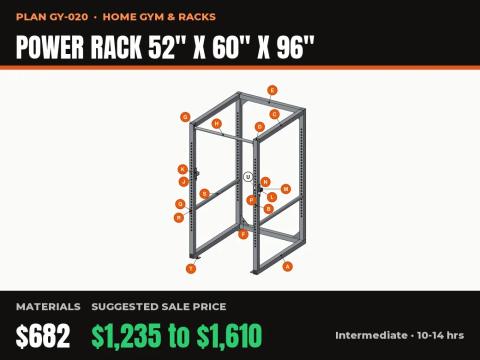 PLAN GY-020 · HOME GYM & RACKS
POWER RACK 52" X 60" X 96"
E
G
C
H
D
K
U
J
N
M
S
L
P
Q
B
R
F
T
A
MATERIALS SUGGESTED SALE PRICE
$682 $1,235 to $1,610
Intermediate · 10-14 hrs